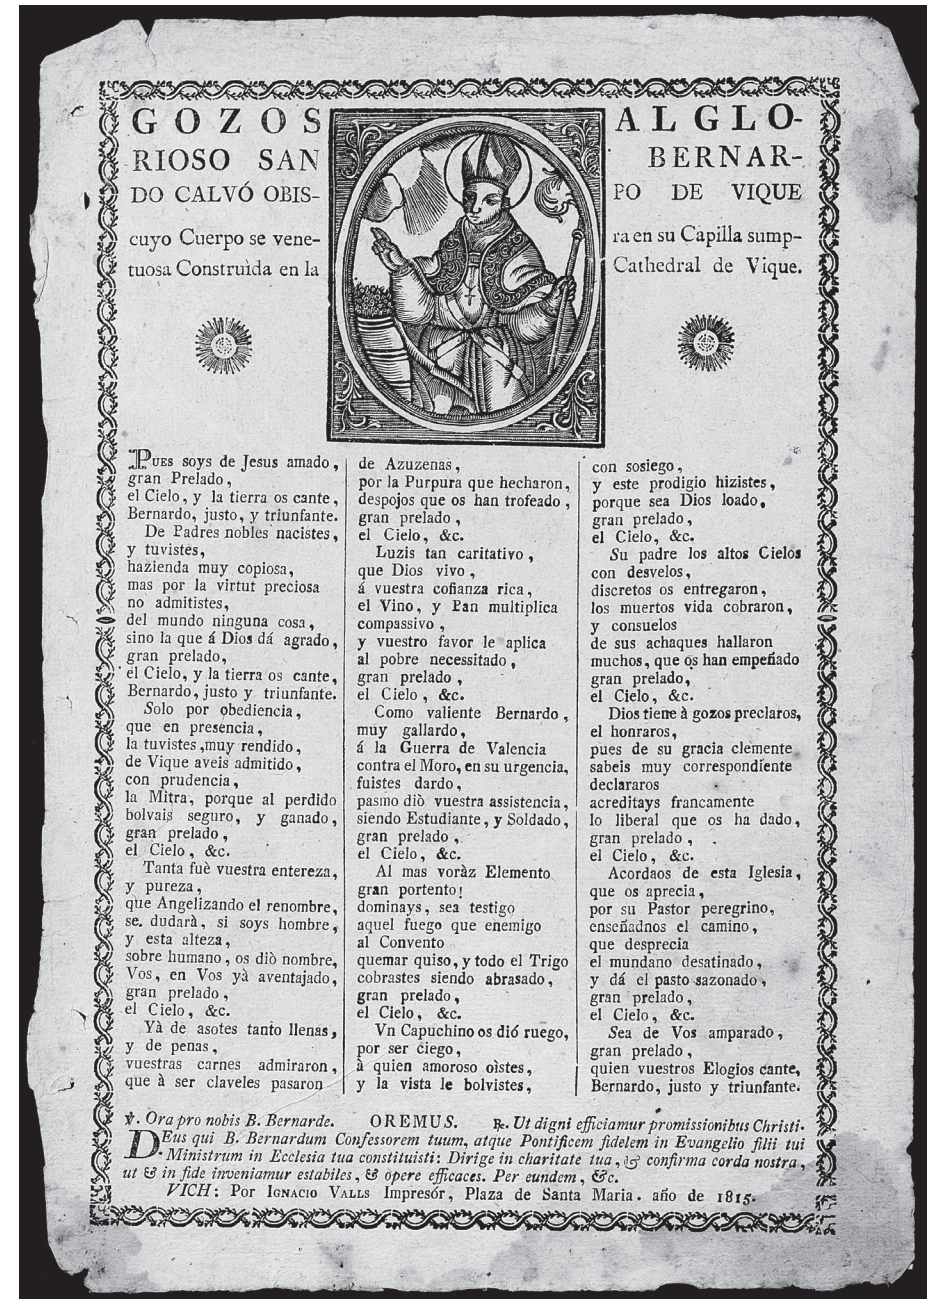 GOZOS AL GLO-
RIOSO SAN BERNAR-
DO CALVÓ OBIS- PO DE VIQUE
cuyo Cuerpo se vene- ra en su Capilla sump-
tuosa Construìda en la Cathedral de Vique.
PUES soys de Jesus amado,
gran Prelado,
el Cielo, y la tierra os cante,
Bernardo, justo, y triunfante.
De Padres nobles nacistes,
y tuvistes,
hazienda muy copiosa,
mas por la virtut preciosa
no admitistes,
del mundo ninguna cosa,
sino la que á Dios dá agrado,
gran prelado,
el Cielo, y la tierra os cante,
Bernardo, justo y triunfante.
Solo por obediencia,
que en presencia,
la tuvistes, muy rendido,
de Vique aveis admitido,
con prudencia,
la Mitra, porque al perdido
bolvais seguro, y ganado,
gran prelado,
el Cielo, &c.
Tanta fuè vuestra entereza,
y pureza,
que Angelizando el renombre,
se dudarà, si soys hombre,
y esta alteza,
sobre humano, os diò nombre,
Vos, en Vos yà aventajado,
gran prelado,
el Cielo, &c.
Yà de asotes tanto llenas,
y de penas,
vuestras carnes admiraron,
que à ser claveles pasaron
de Azuzenas,
por la Purpura que hecharon,
despojos que os han trofeado,
gran prelado,
el Cielo, &c.
Luzis tan caritativo,
que Dios vivo,
á vuestra cofianza rica,
el Vino, y Pan multiplica
compassivo,
y vuestro favor le aplica
al pobre necessitado,
gran prelado,
el Cielo, &c.
Como valiente Bernardo,
muy gallardo,
á la Guerra de Valencia
contra el Moro, en su urgencia,
fuistes dardo,
pasmo diò vuestra assistencia,
siendo Estudiante, y Soldado,
gran prelado,
el Cielo, &c.
Al mas voràz Elemento
gran portento!
dominays, sea testigo
aquel fuego que enemigo
al Convento
quemar quiso, y todo el Trigo
cobrastes siendo abrasado,
gran prelado,
el Cielo, &c.
Vn Capuchino os dió ruego,
por ser ciego,
à quien amoroso oìstes,
y la vista le bolvistes,
con sosiego,
y este prodigio hizistes,
porque sea Dios loado,
gran prelado,
el Cielo, &c.
Su padre los altos Cielos
con desvelos,
discretos os entregaron,
los muertos vida cobraron,
y consuelos
de sus achaques hallaron
muchos, que os han empeñado
gran prelado,
el Cielo, &c.
Dios tiene à gozos preclaros,
el honraros,
pues de su gracia clemente
sabeis muy correspondiente
declararos
acreditays francamente
lo liberal que os ha dado,
gran prelado,
el Cielo, &c.
Acordaos de esta Iglesia,
que os aprecia,
por su Pastor peregrino,
enseñadnos el camino,
que desprecia
el mundano desatinado,
y dá el pasto sazonado,
gran prelado,
el Cielo, &c.
Sea de Vos amparado,
gran prelado,
quien vuestros Elogios cante,
Bernardo, justo y triunfante.
℣. Ora pro nobis B. Bernarde. OREMUS. ℞. Ut digni efficiamur promissionibus Christi.
DEus qui B. Bernardum Confessorem tuum, atque Pontificem fidelem in Evangelio filii tui
Ministrum in Ecclesia tua constituisti: Dirige in charitate tua, & confirma corda nostra,
ut & in fide inveniamur estabiles, & opere efficaces. Per eundem, &c.
VICH: Por IGNACIO VALLS Impresór, Plaza de Santa Maria. año de 1815.